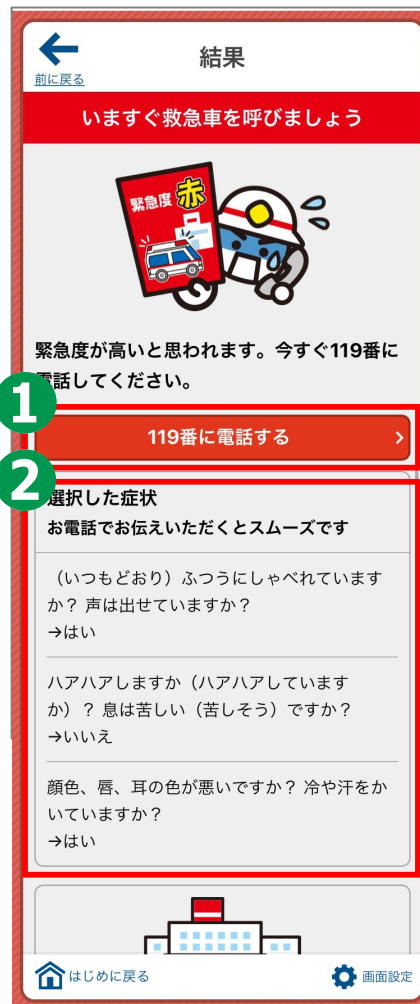 前に戻る
結果
いますぐ救急車を呼びましょう
緊急度 赤
緊急度が高いと思われます。今すぐ119番に
電話してください。
1
119番に電話する
2
選択した症状
お電話でお伝えいただくとスムーズです
（いつもどおり）ふつうにしゃべれています
か？ 声は出せていますか？
→はい
ハアハアしますか（ハアハアしています
か）？ 息は苦しい（苦しそう）ですか？
→いいえ
顔色、唇、耳の色が悪いですか？ 冷や汗をか
いていますか？
→はい
はじめに戻る
画面設定